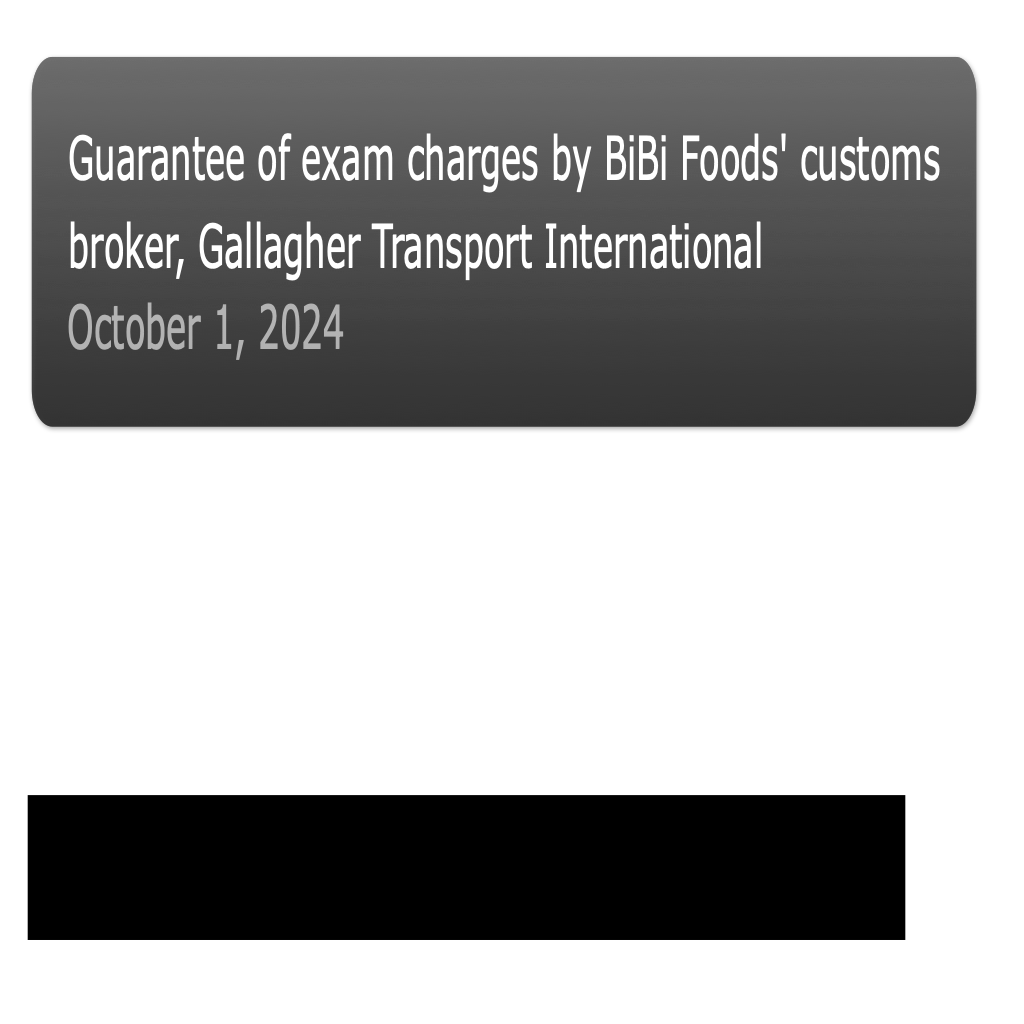 Guarantee of exam charges by BiBi Foods' customs
broker, Gallagher Transport International
October 1, 2024